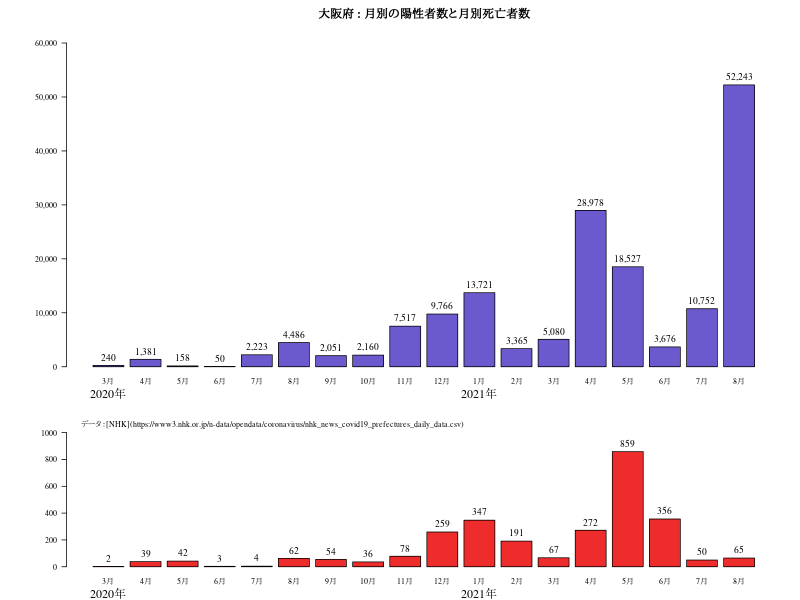 大阪府 : 月別の陽性者数と月別死亡者数
60,000
50,000
40,000
30,000
20,000
10,000
0
240 1,381 158 50 2,223 4,486 2,051 2,160 7,517 9,766 13,721 3,365 5,080 28,978 18,527 3,676 10,752 52,243
3月 4月 5月 6月 7月 8月 9月 10月 11月 12月 1月 2月 3月 4月 5月 6月 7月 8月
2020年 2021年
データ:[NHK](https://www3.nhk.or.jp/n-data/opendata/coronavirus/nhk_news_covid19_prefectures_daily_data.csv)
1000
800
600
400
200
0
2 39 42 3 4 62 54 36 78 259 347 191 67 272 859 356 50 65
3月 4月 5月 6月 7月 8月 9月 10月 11月 12月 1月 2月 3月 4月 5月 6月 7月 8月
2020年 2021年